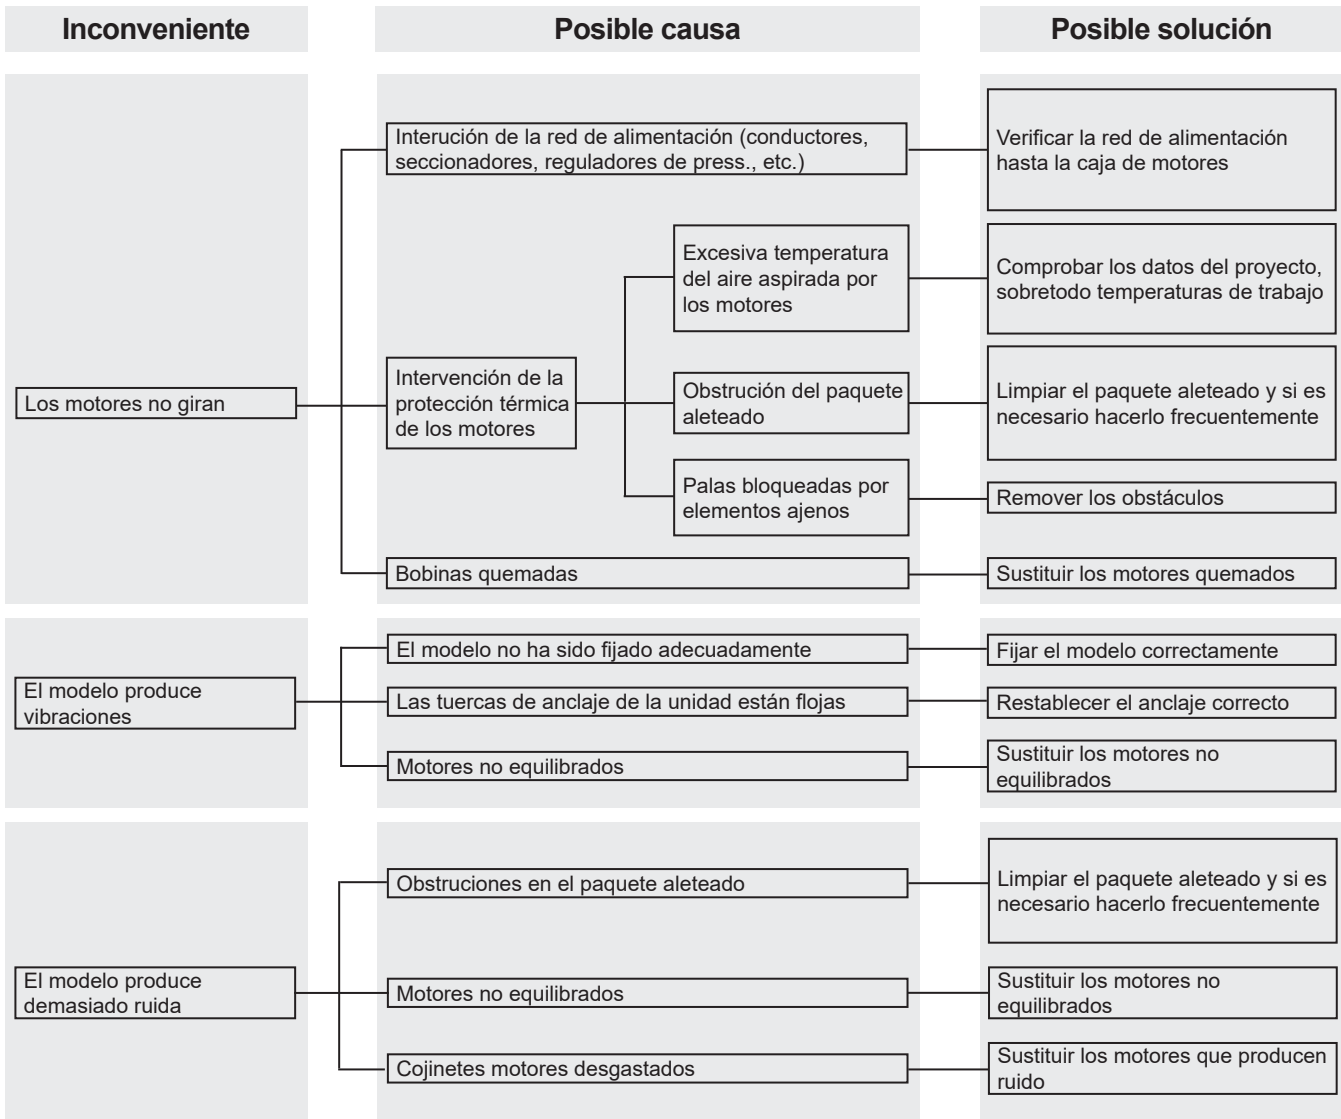 Inconveniente
Posible causa
Posible solución
Los motores no giran
Interución de la red de alimentación (conductores,
seccionadores, reguladores de press., etc.)
Verificar la red de alimentación
hasta la caja de motores
Intervención de la
protección térmica
de los motores
Excesiva temperatura
del aire aspirada por
los motores
Comprobar los datos del proyecto,
sobretodo temperaturas de trabajo
Obstrución del paquete
aleteado
Limpiar el paquete aleteado y si es
necesario hacerlo frecuentemente
Palas bloqueadas por
elementos ajenos
Remover los obstáculos
Bobinas quemadas
Sustituir los motores quemados
El modelo produce
vibraciones
El modelo no ha sido fijado adecuadamente
Fijar el modelo correctamente
Las tuercas de anclaje de la unidad están flojas
Restablecer el anclaje correcto
Motores no equilibrados
Sustituir los motores no
equilibrados
El modelo produce
demasiado ruida
Obstruciones en el paquete aleteado
Limpiar el paquete aleteado y si es
necesario hacerlo frecuentemente
Motores no equilibrados
Sustituir los motores no
equilibrados
Cojinetes motores desgastados
Sustituir los motores que producen
ruido